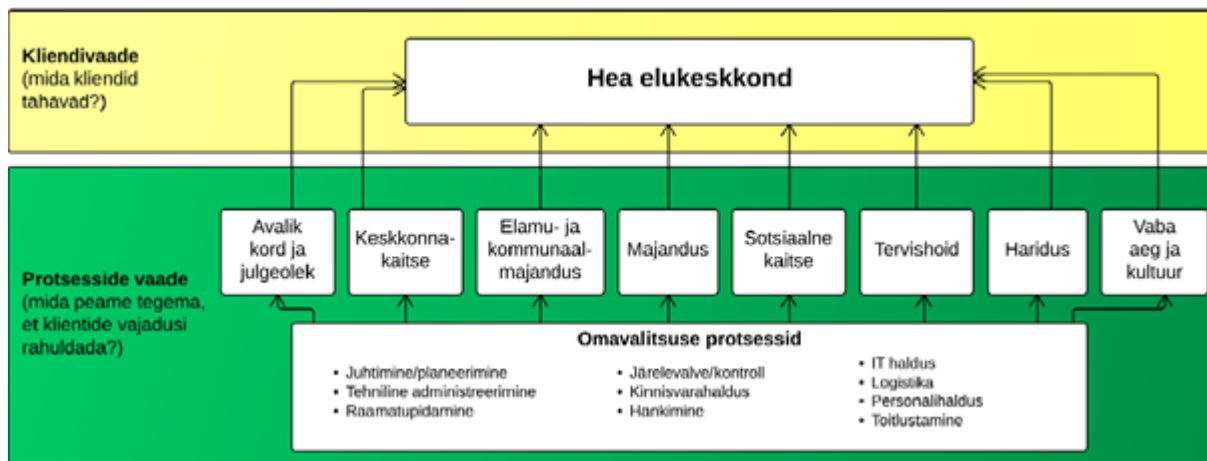 Kliendivaade
(mida kliendid
tahavad?)
Hea elukeskkond
Avalik
kord ja
julgeolek
Keskkonna-
kaitse
Elamu- ja
kommunaal-
majandus
Majandus
Sotsiaalne
kaitse
Tervishoid
Haridus
Vaba
aeg ja
kultuur
Protsesside vaade
(mida peame tegema,
et klientide vajadusi
rahuldada?)
Omavalitsuse protsessid
• Juhtimine/planeerimine
• Tehniline administreerimine
• Raamatupidamine
• Järelevalve/kontroll
• Kinnisvarahaldus
• Hankimine
• IT haldus
• Logistika
• Personalihaldus
• Toitlustamine